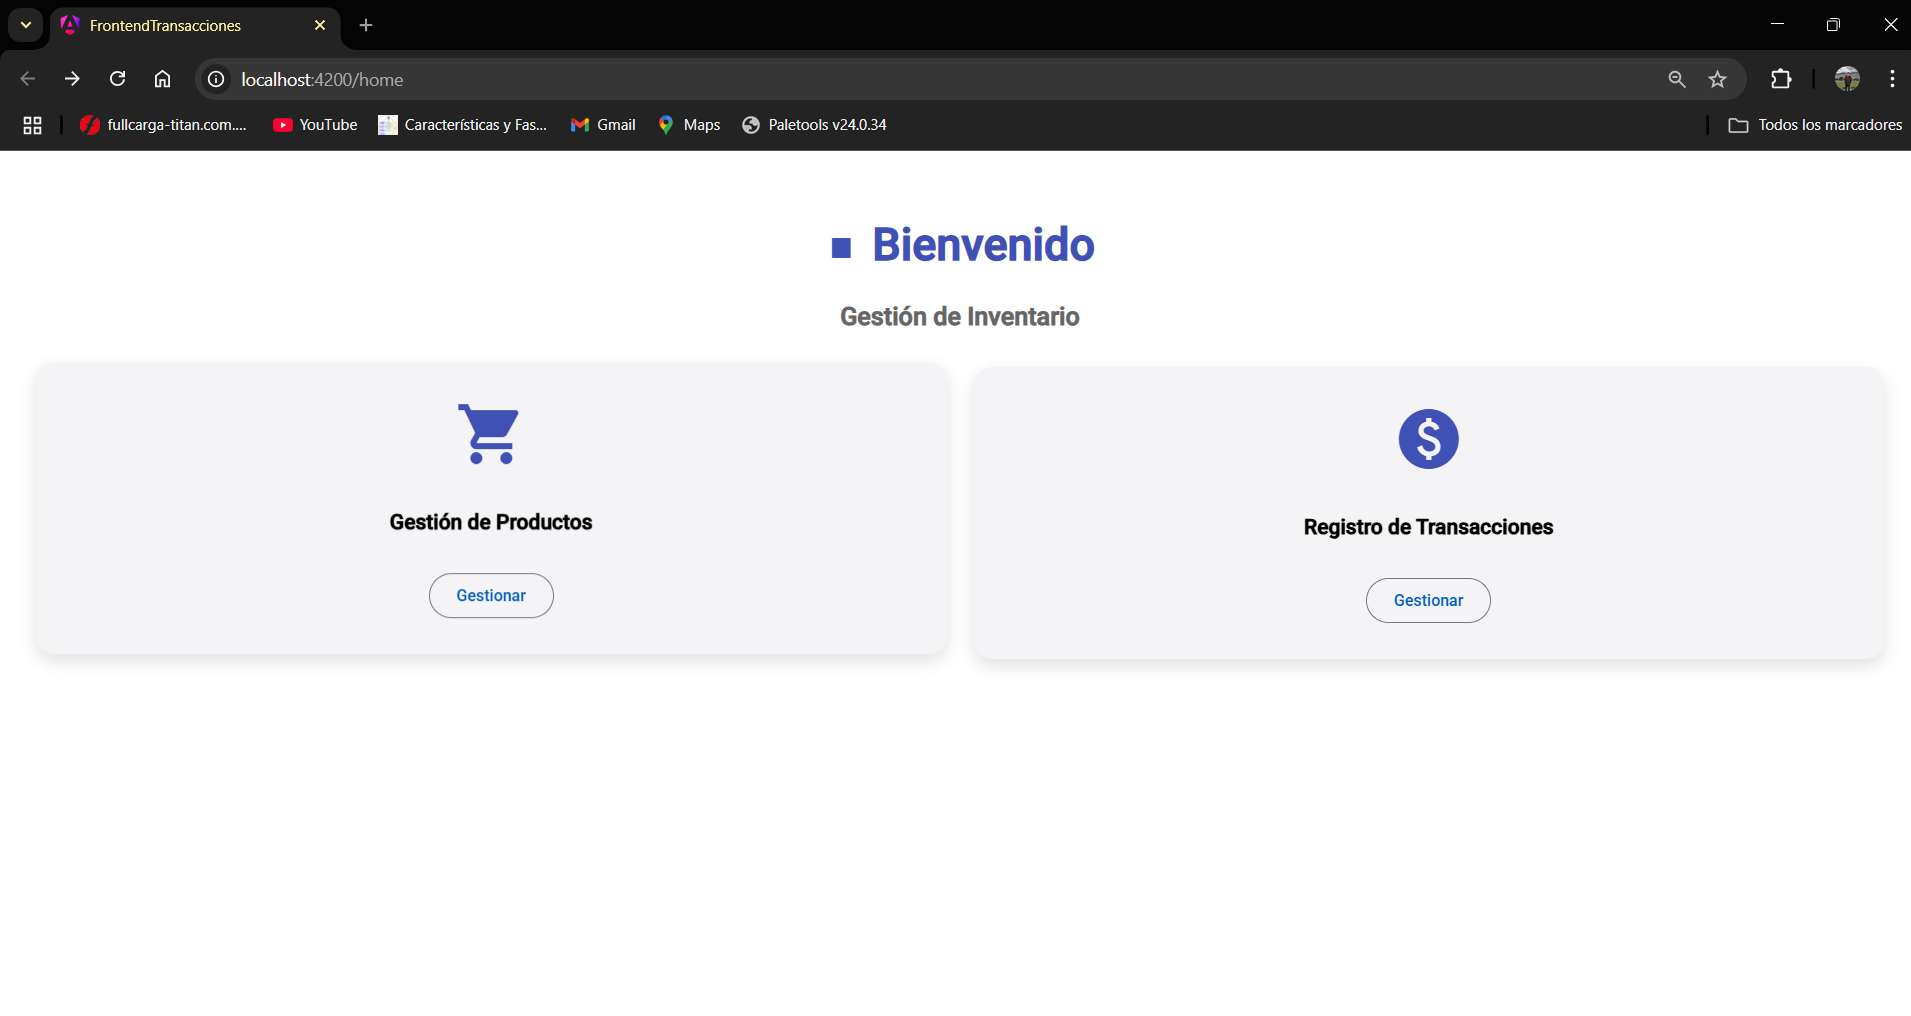 FrontendTransacciones
localhost:4200/home
fullcarga-titan.com....
YouTube
Características y Fas...
Gmail
Maps
Paletools v24.0.34
Todos los marcadores
■ Bienvenido
Gestión de Inventario
$
Gestión de Productos
Registro de Transacciones
Gestionar
Gestionar